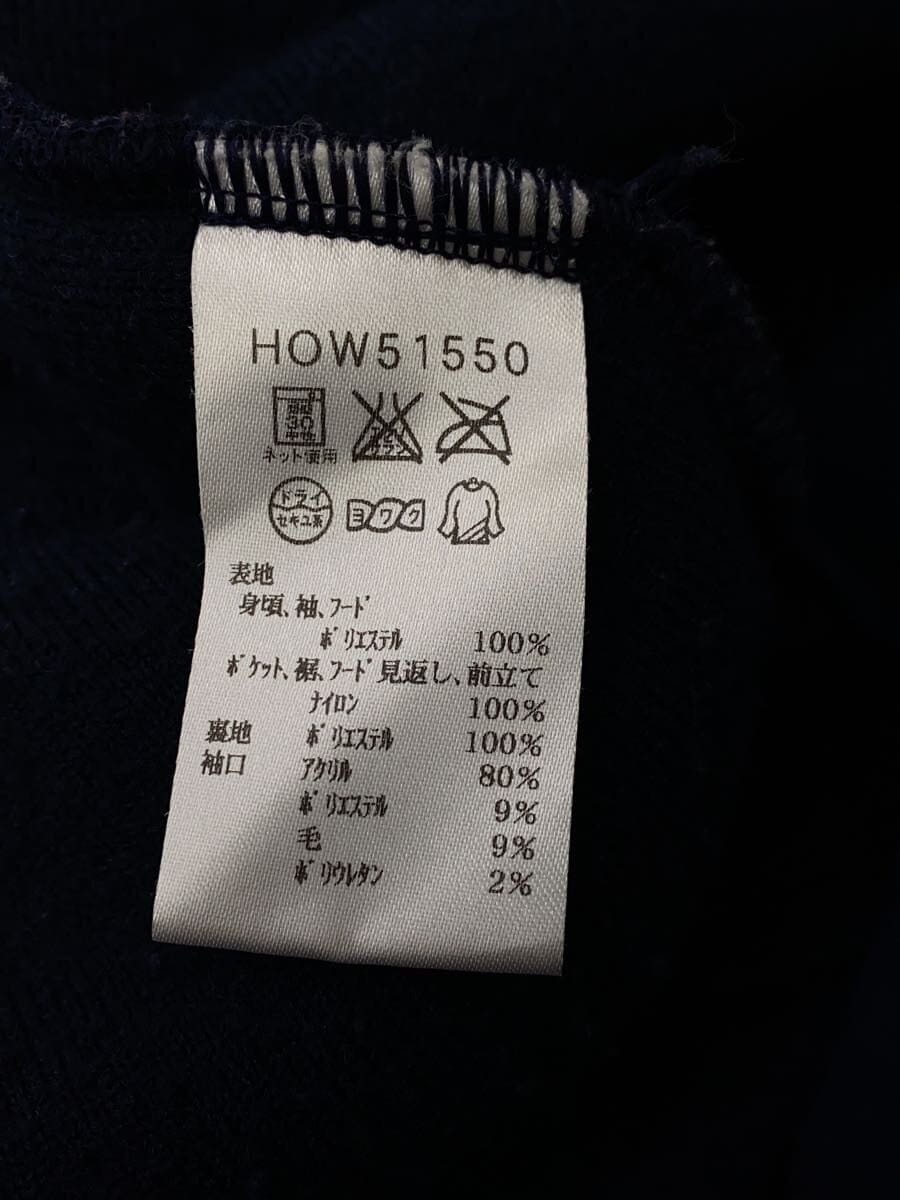 HOW51550
30
中性
ネット使用
ドライ
セキユ系
ヨワク
表地
身頃、袖、フード
ポリエステル 100%
ポケット、裾、フード見返し、前立て
ナイロン 100%
裏地 ポリエステル 100%
袖口 アクリル 80%
ポリエステル 9%
毛 9%
ポリウレタン 2%